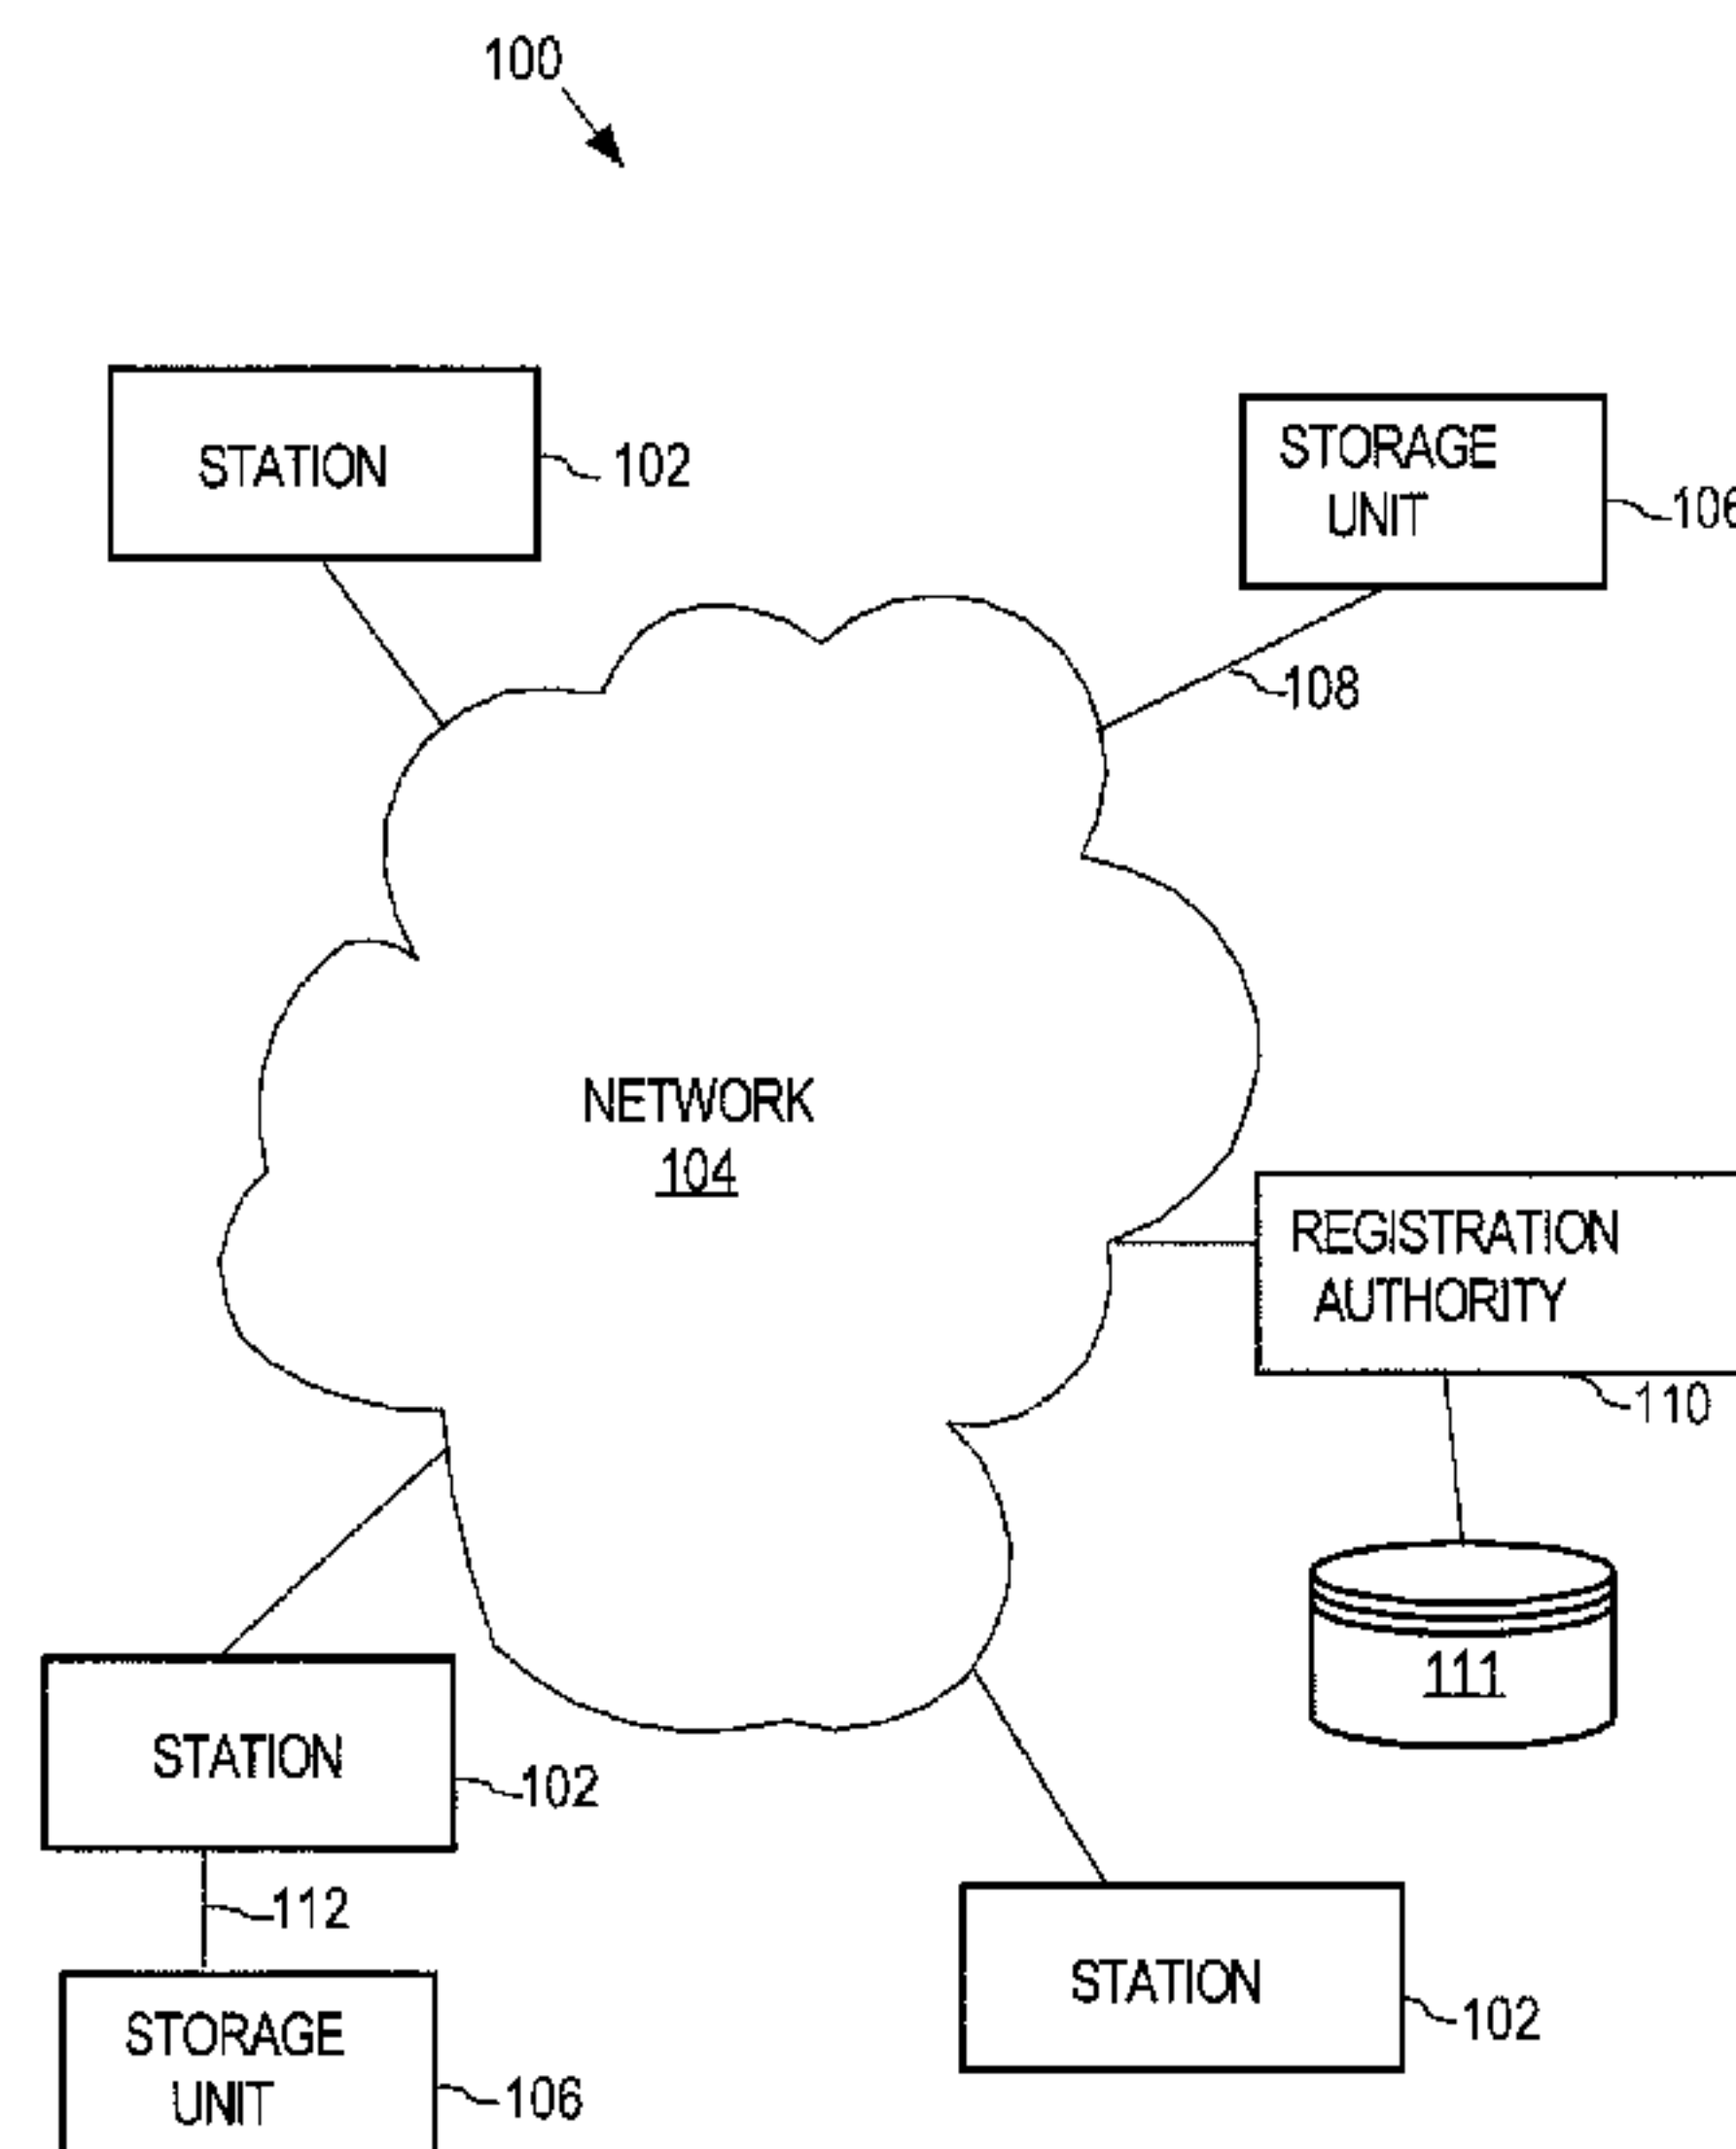 100
STATION
102
STORAGE
UNIT
106
108
NETWORK
104
REGISTRATION
AUTHORITY
110
111
STATION
102
112
STORAGE
UNIT
106
STATION
102